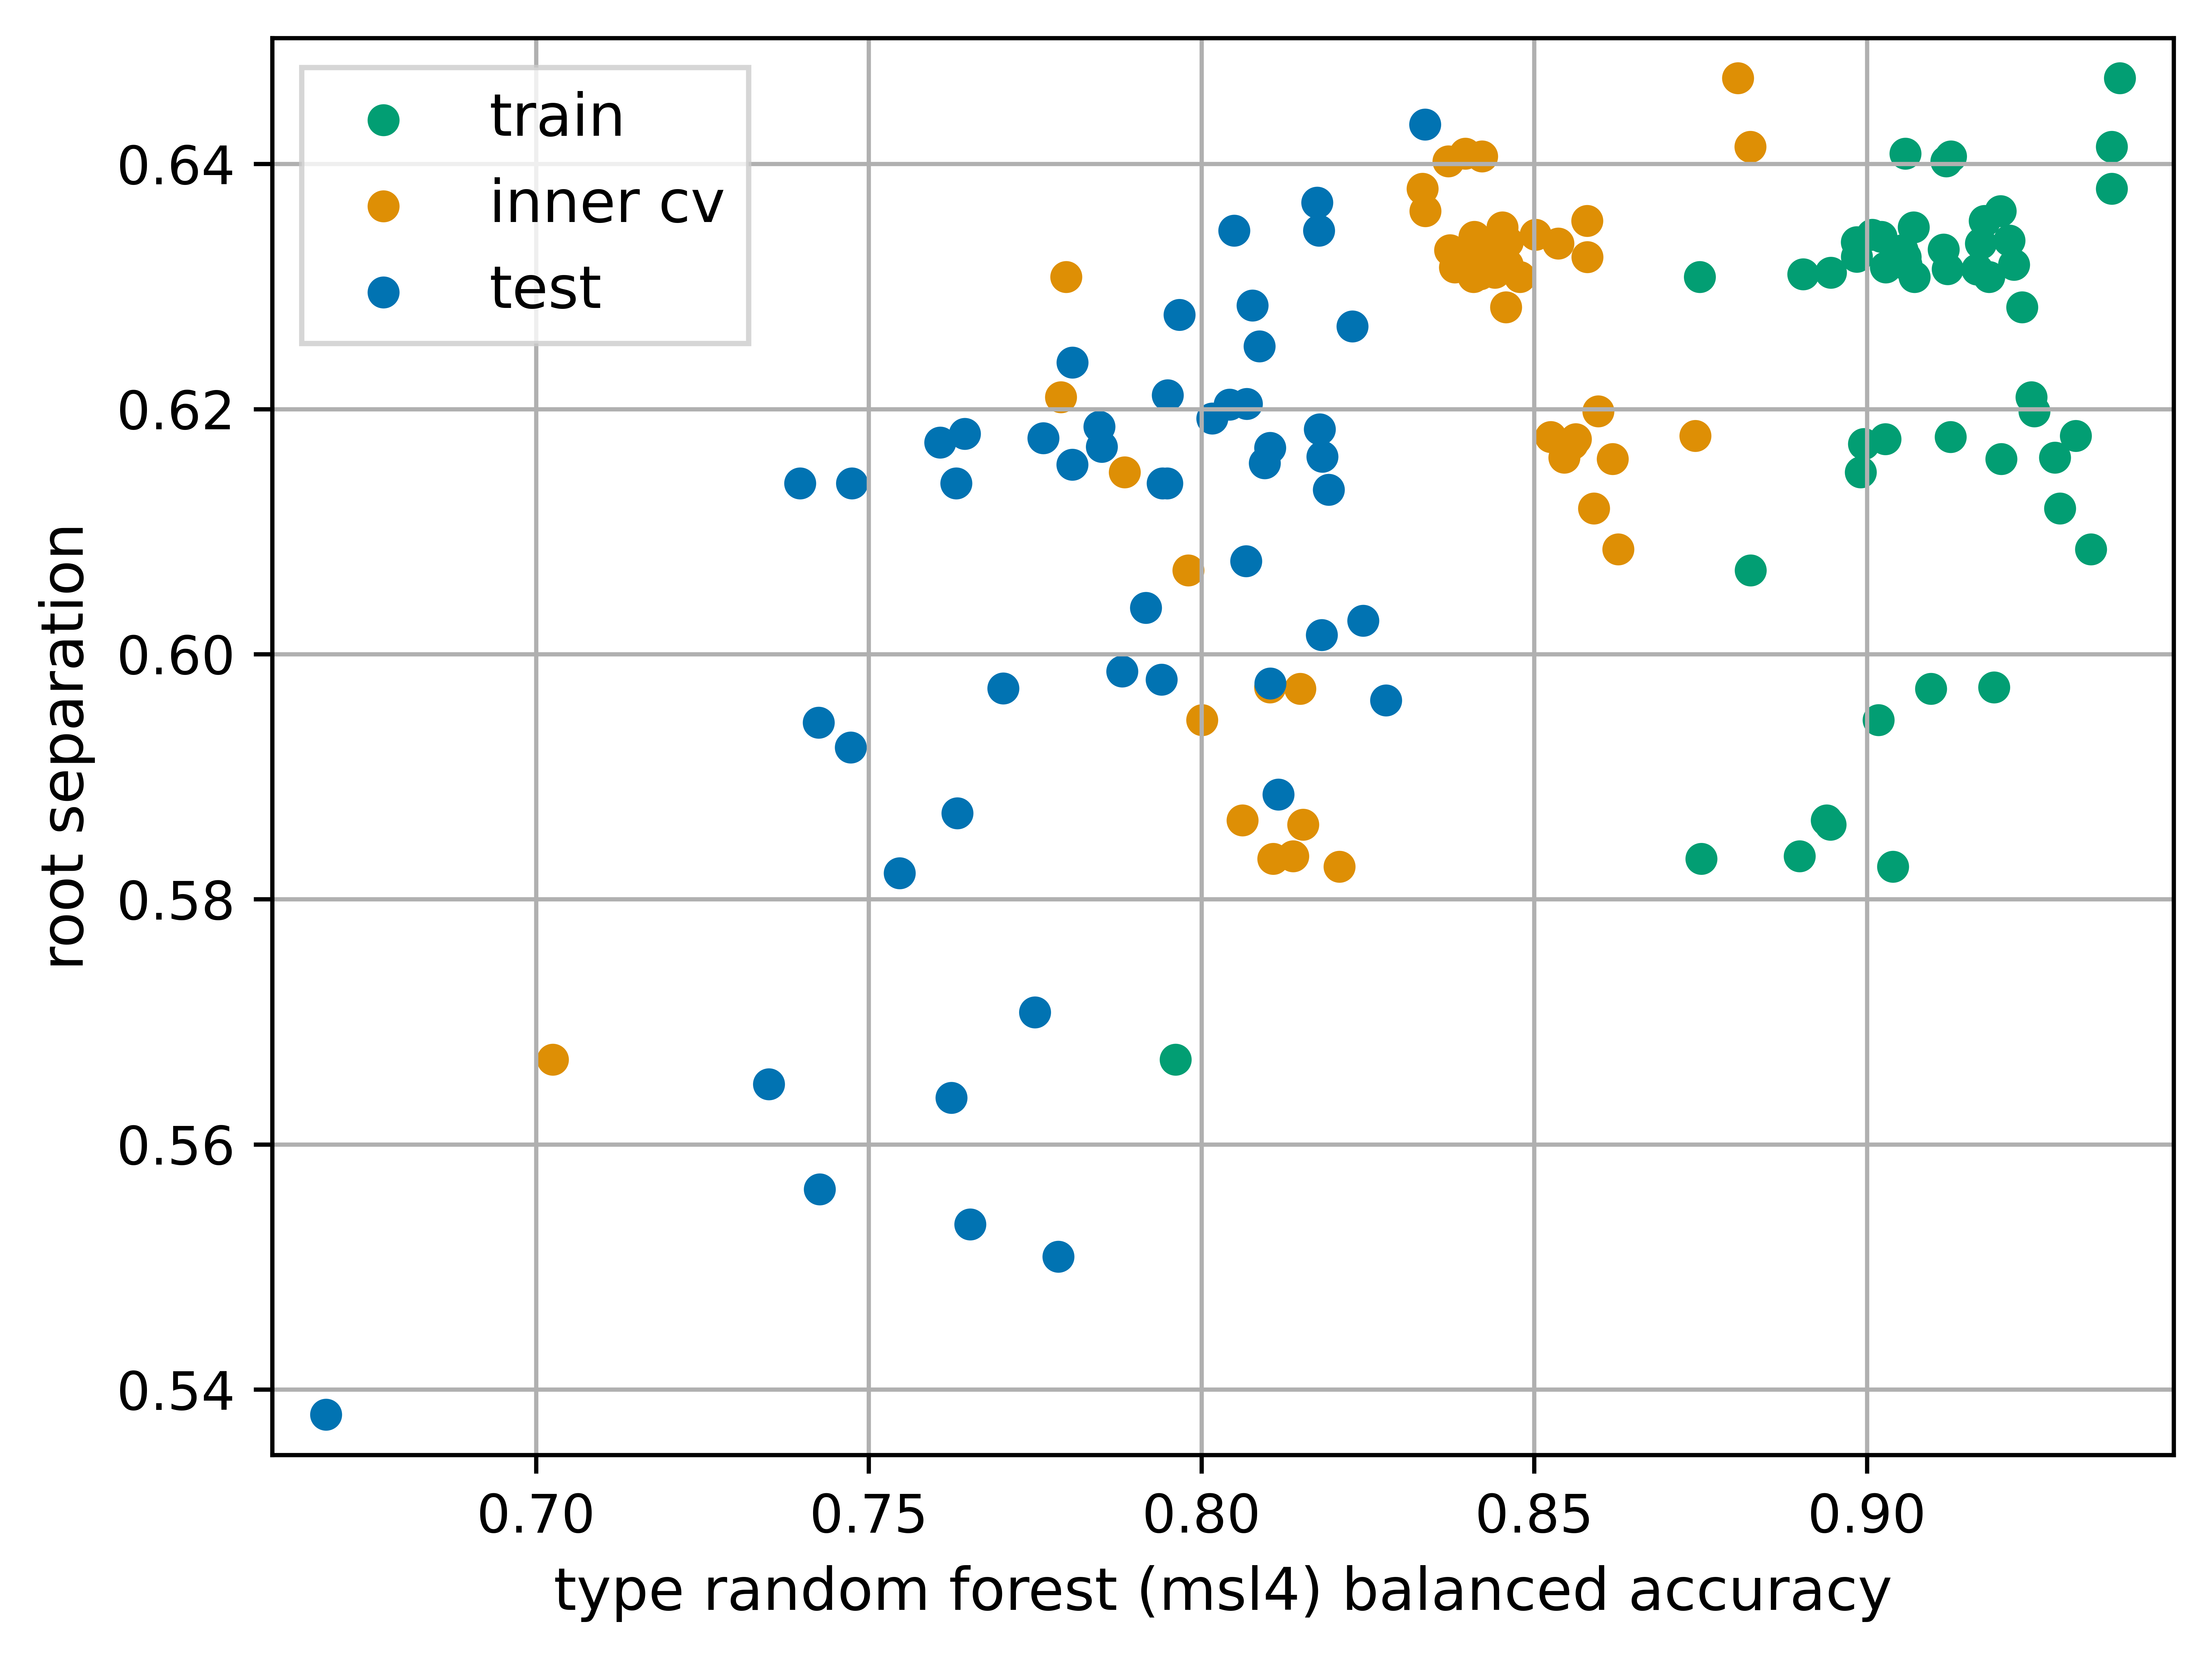 train
inner cv
test
0.64
0.62
0.60
0.58
0.56
0.54
root separation
0.70
0.75
0.80
0.85
0.90
type random forest (msl4) balanced accuracy